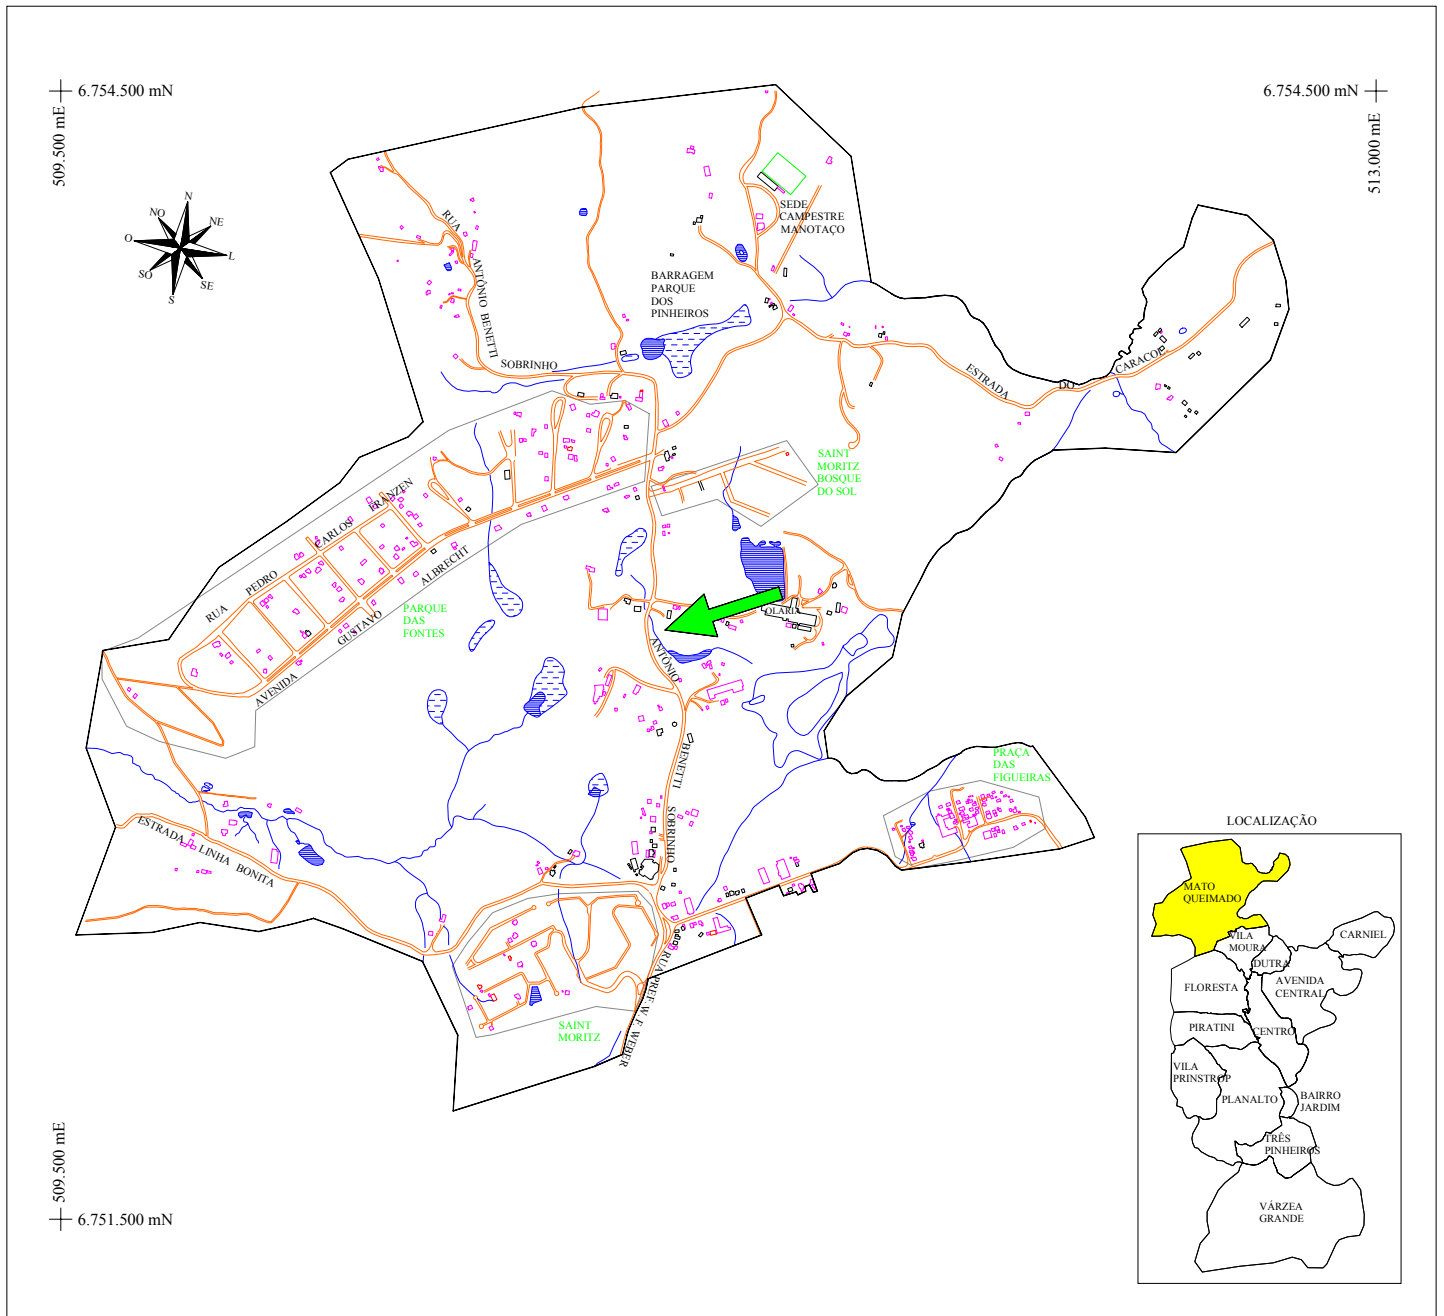 6.754.500 mN
6.754.500 mN
509.500 mE
513.000 mE
N
NO
NE
O
L
SO
SE
S
SEDE
CAMPESTRE
MANOTAÇO
RUA
ANTÔNIO BENETTI
SOBRINHO
BARRAGEM
PARQUE
DOS
PINHEIROS
ESTRADA
DO
CARACOL
SAINT
MORITZ
BOSQUE
DO SOL
RUA
PEDRO
CARLOS
FRANZEN
AVENIDA
GUSTAVO
ALBRECHT
PARQUE
DAS
FONTES
OLARIA
ANTÔNIO
BENETTI
SOBRINHO
PRAÇA
DAS
FIGUEIRAS
ESTRADA
LINHA BONITA
RUA PREF. W. F. WEBER
SAINT
MORITZ
509.500 mE
6.751.500 mN
LOCALIZAÇÃO
MATO
QUEIMADO
VILA
MOURA
CARNIEL
DUTRA
FLORESTA
AVENIDA
CENTRAL
PIRATINI
CENTRO
VILA
PRINSTROP
PLANALTO
BAIRRO
JARDIM
TRÊS
PINHEIROS
VÁRZEA
GRANDE